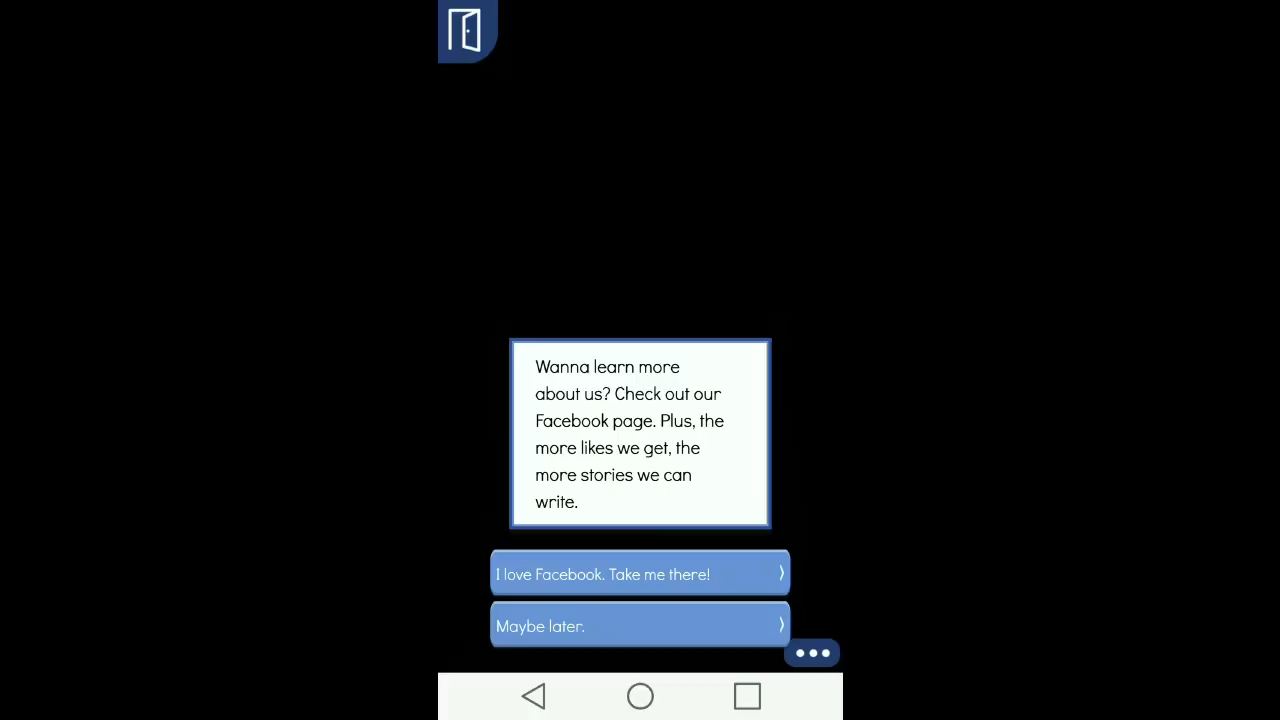 Wanna learn more
about us? Check out our
Facebook page. Plus, the
more likes we get, the
more stories we can
write.
I love Facebook. Take me there!
Maybe later.